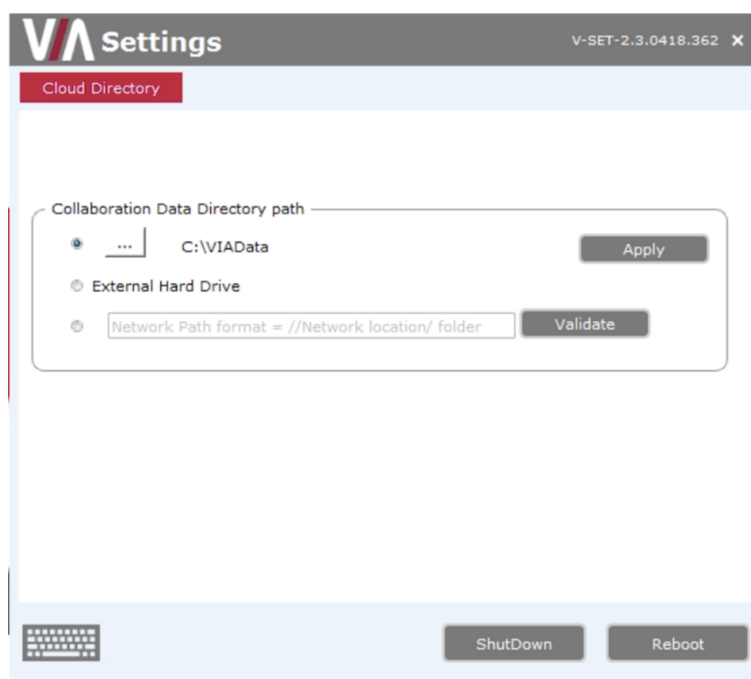 VIA Settings V-SET-2.3.0418.362 ×
Cloud Directory
Collaboration Data Directory path
... C:\VIAData Apply
External Hard Drive
Network Path format = //Network location/ folder Validate
ShutDown Reboot